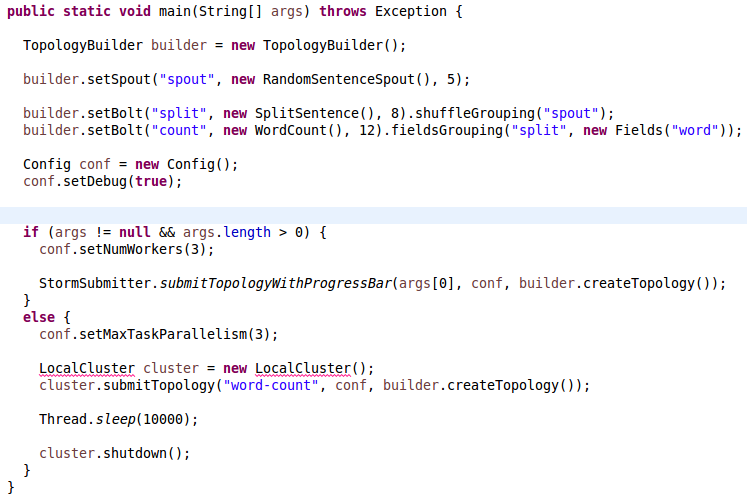 public static void main(String[] args) throws Exception {
TopologyBuilder builder = new TopologyBuilder();
builder.setSpout("spout", new RandomSentenceSpout(), 5);
builder.setBolt("split", new SplitSentence(), 8).shuffleGrouping("spout");
builder.setBolt("count", new WordCount(), 12).fieldsGrouping("split", new Fields("word"));
Config conf = new Config();
conf.setDebug(true);
if (args != null && args.length > 0) {
conf.setNumWorkers(3);
StormSubmitter.submitTopologyWithProgressBar(args[0], conf, builder.createTopology());
}
else {
conf.setMaxTaskParallelism(3);
LocalCluster cluster = new LocalCluster();
cluster.submitTopology("word-count", conf, builder.createTopology());
Thread.sleep(10000);
cluster.shutdown();
}
}